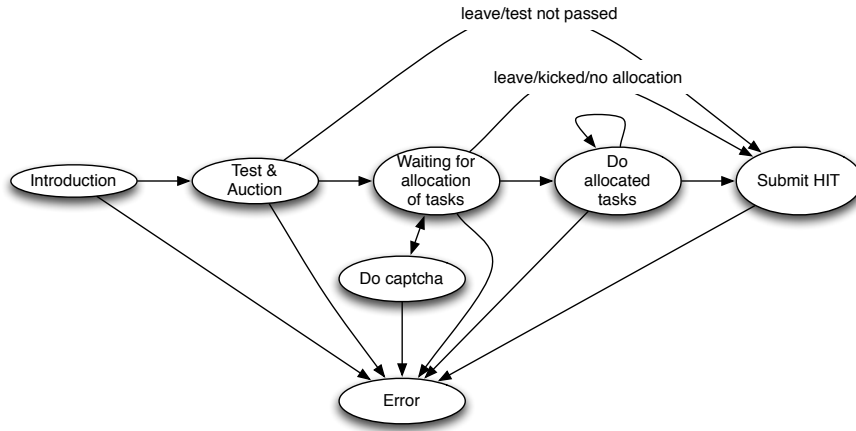 leave/test not passed
leave/kicked/no allocation
Introduction
Test &
Auction
Waiting for
allocation
of tasks
Do
allocated
tasks
Submit HIT
Do captcha
Error